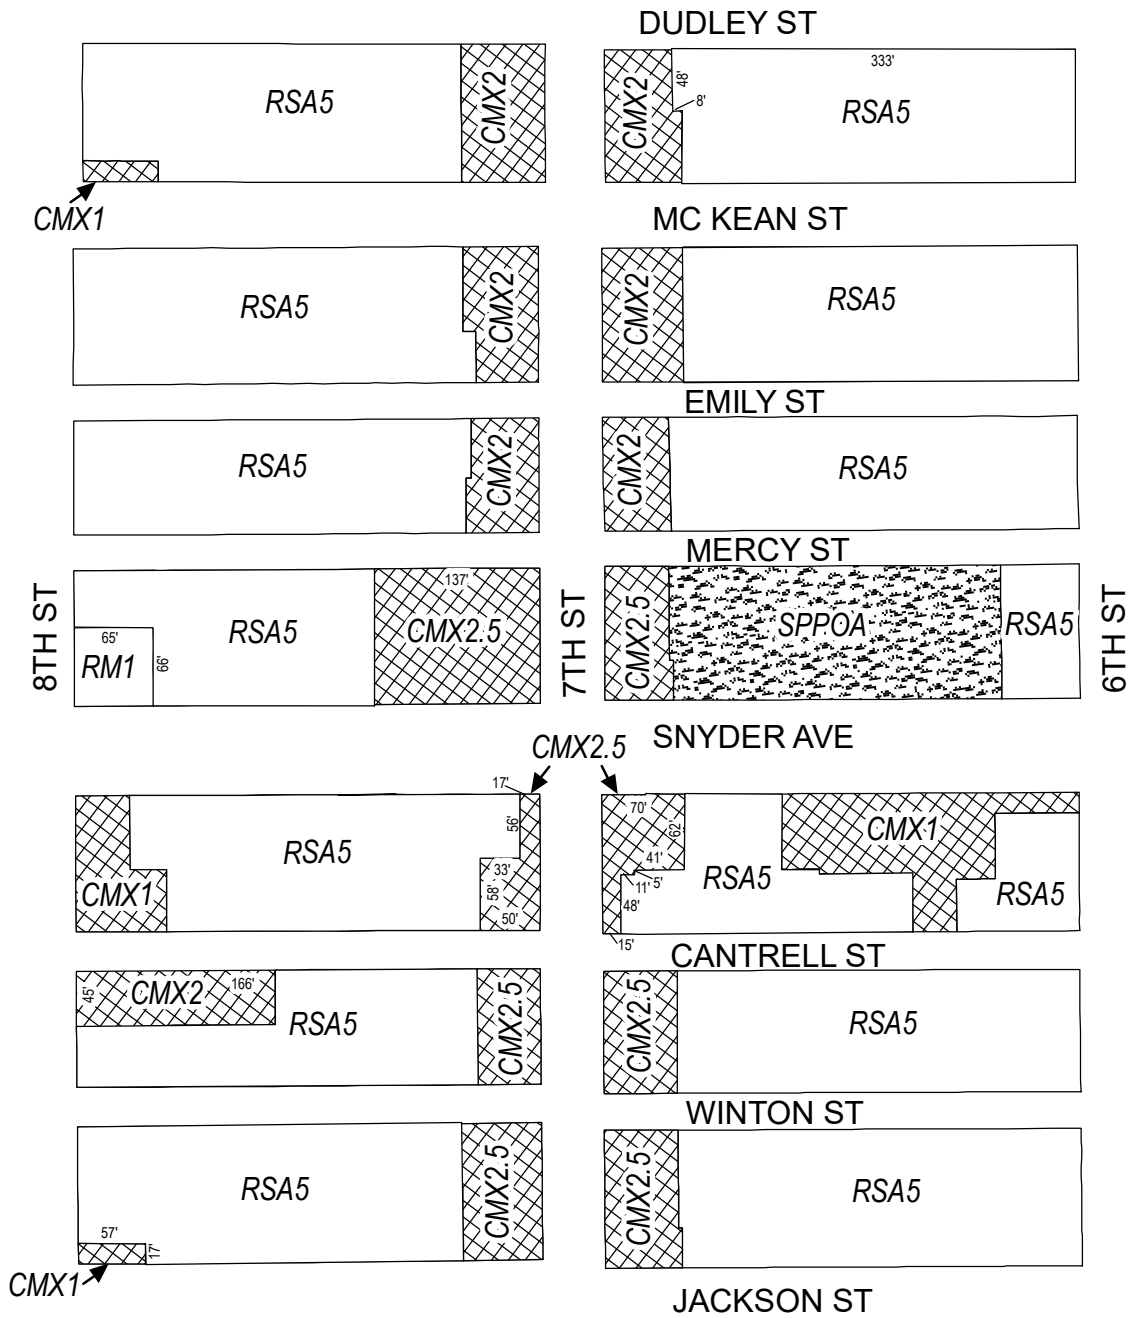 DUDLEY ST
RSA5
CMX2
CMX2
333'
48'
8'
RSA5
CMX1
MC KEAN ST
RSA5
CMX2
CMX2
RSA5
EMILY ST
RSA5
CMX2
CMX2
RSA5
MERCY ST
8TH ST
65'
RM1
66'
RSA5
137'
CMX2.5
7TH ST
CMX2.5
SPPOA
RSA5
6TH ST
SNYDER AVE
CMX2.5
CMX1
RSA5
17'
56'
33'
58'
50'
70'
62'
41'
5'
11'
48'
15'
RSA5
CMX1
RSA5
CANTRELL ST
45'
CMX2
166'
RSA5
CMX2.5
CMX2.5
RSA5
WINTON ST
RSA5
CMX2.5
CMX2.5
RSA5
57'
17'
CMX1
JACKSON ST